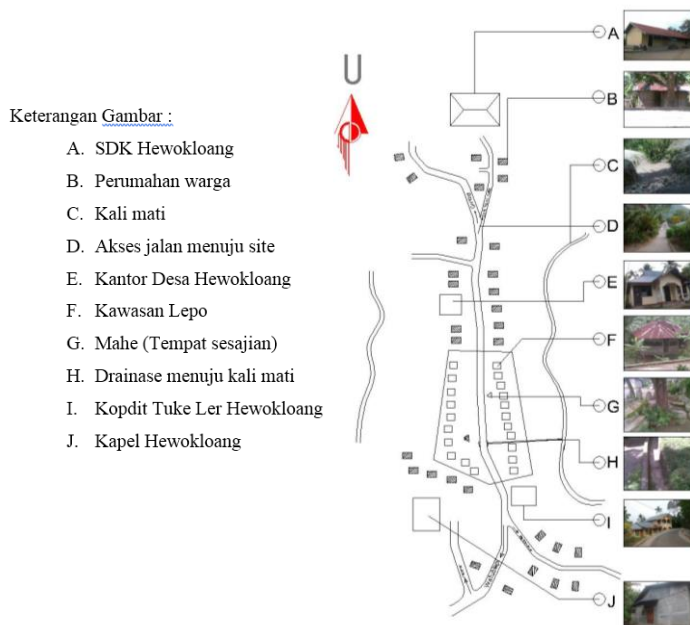 U
Keterangan Gambar :
A. SDK Hewokloang
B. Perumahan warga
C. Kali mati
D. Akses jalan menuju site
E. Kantor Desa Hewokloang
F. Kawasan Lepo
G. Mahe (Tempat sesajian)
H. Drainase menuju kali mati
I. Kopdit Tuke Ler Hewokloang
J. Kapel Hewokloang
A
B
C
D
E
F
G
H
I
J